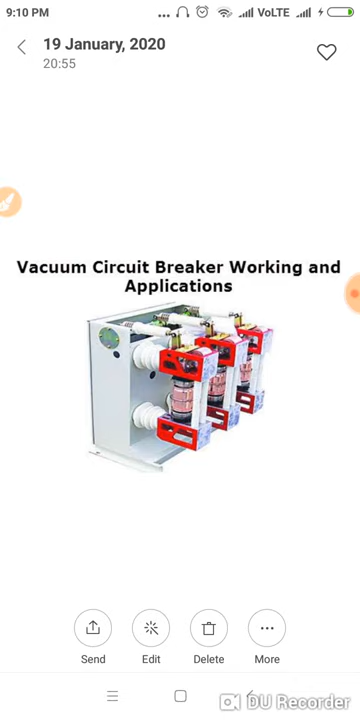 9:10 PM ... VoLTE
19 January, 2020
20:55
Vacuum Circuit Breaker Working and
Applications
Send Edit Delete More
DU Recorder